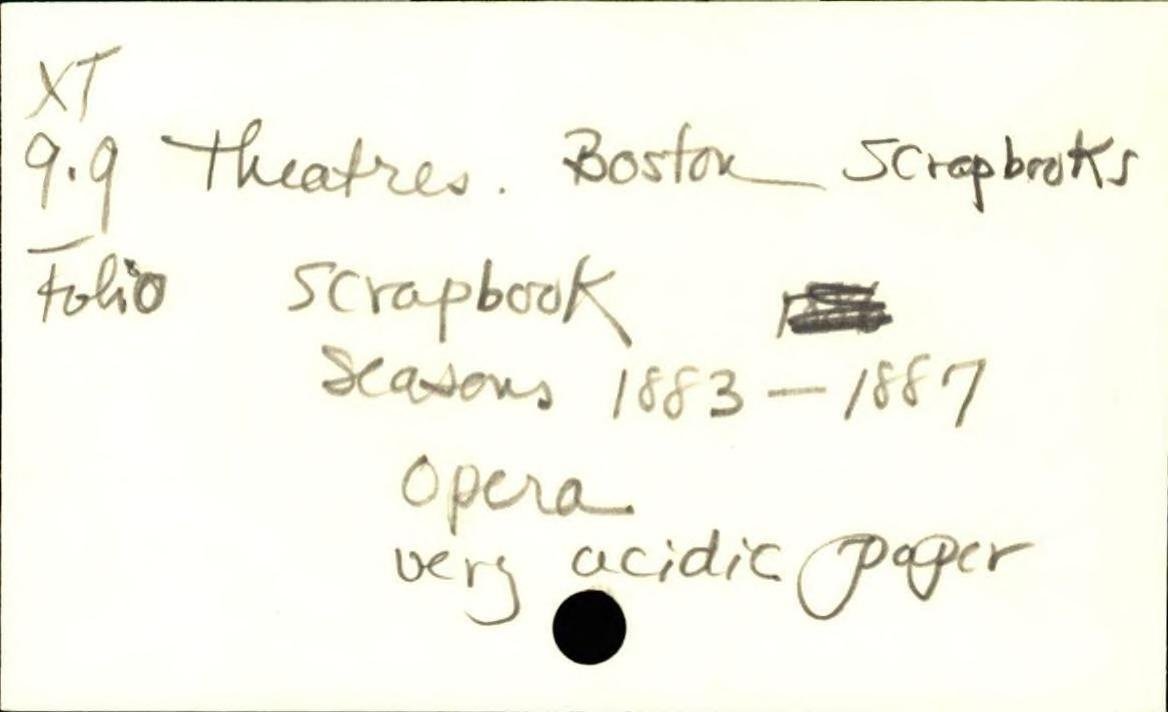 XT
9.9 Theatres. Boston Scrapbooks
Folio Scrapbook
Seasons 1883 – 1887
Opera
very acidic paper